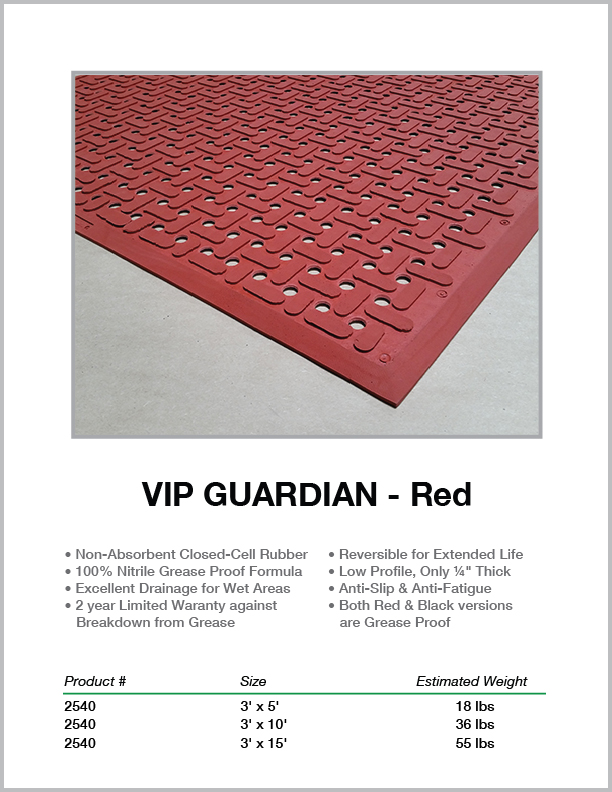 VIP GUARDIAN - Red
• Non-Absorbent Closed-Cell Rubber
• 100% Nitrile Grease Proof Formula
• Excellent Drainage for Wet Areas
• 2 year Limited Waranty against
Breakdown from Grease
• Reversible for Extended Life
• Low Profile, Only ¼" Thick
• Anti-Slip & Anti-Fatigue
• Both Red & Black versions
are Grease Proof
Product # Size Estimated Weight
2540 3' x 5' 18 lbs
2540 3' x 10' 36 lbs
2540 3' x 15' 55 lbs